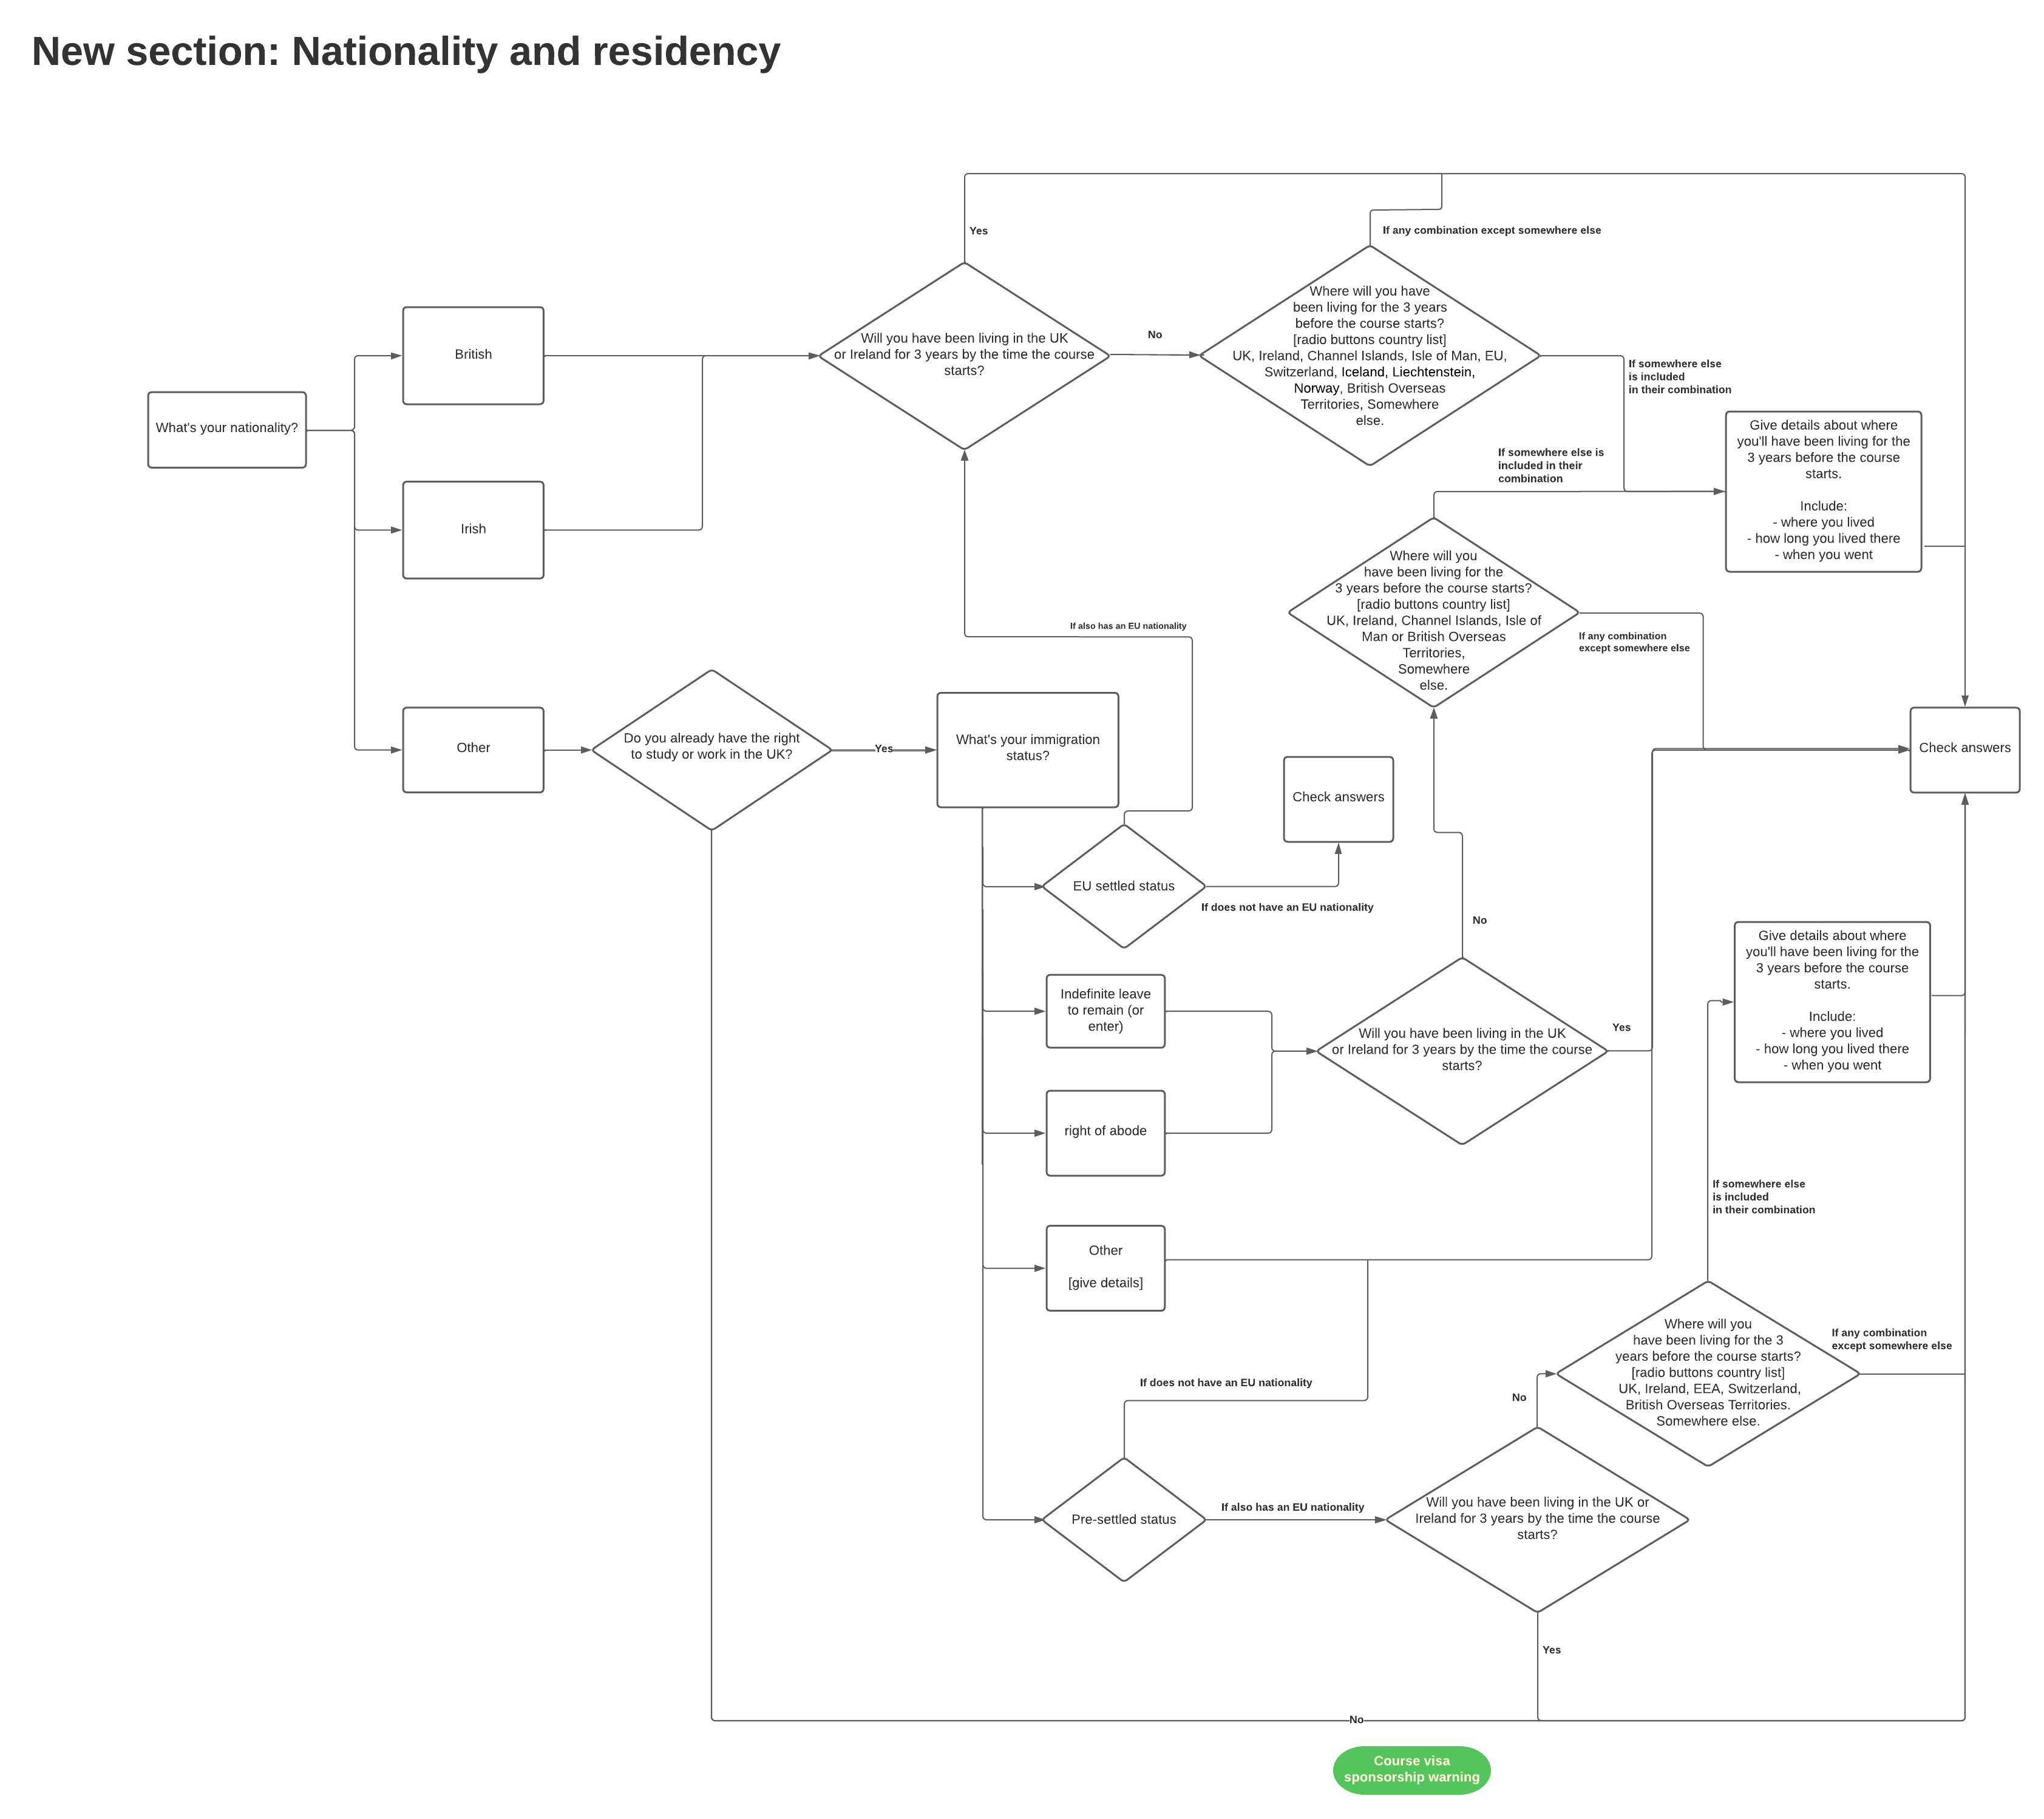 New section: Nationality and residency
Yes
If any combination except somewhere else
Where will you have
been living for the 3 years
before the course starts?
[radio buttons country list]
UK, Ireland, Channel Islands, Isle of Man, EU,
Switzerland, Iceland, Liechtenstein,
Norway, British Overseas
Territories, Somewhere
else.
Will you have been living in the UK
or Ireland for 3 years by the time the course
starts?
No
British
If somewhere else
is included
in their combination
What's your nationality?
Give details about where
you'll have been living for the
3 years before the course
starts.
Include:
- where you lived
- how long you lived there
- when you went
If somewhere else is
included in their
combination
Irish
Where will you
have been living for the
3 years before the course starts?
[radio buttons country list]
UK, Ireland, Channel Islands, Isle of
Man or British Overseas
Territories,
Somewhere
else.
If also has an EU nationality
If any combination
except somewhere else
Other
Do you already have the right
to study or work in the UK?
Yes
What's your immigration
status?
Check answers
Check answers
EU settled status
If does not have an EU nationality
No
Give details about where
you'll have been living for the
3 years before the course
starts.
Include:
- where you lived
- how long you lived there
- when you went
Indefinite leave
to remain (or
enter)
Will you have been living in the UK
or Ireland for 3 years by the time the course
starts?
Yes
right of abode
If somewhere else
is included
in their combination
Other
[give details]
Where will you
have been living for the 3
years before the course starts?
[radio buttons country list]
UK, Ireland, EEA, Switzerland,
British Overseas Territories.
Somewhere else.
If any combination
except somewhere else
If does not have an EU nationality
No
Pre-settled status
If also has an EU nationality
Will you have been living in the UK or
Ireland for 3 years by the time the course
starts?
Yes
No
Course visa
sponsorship warning